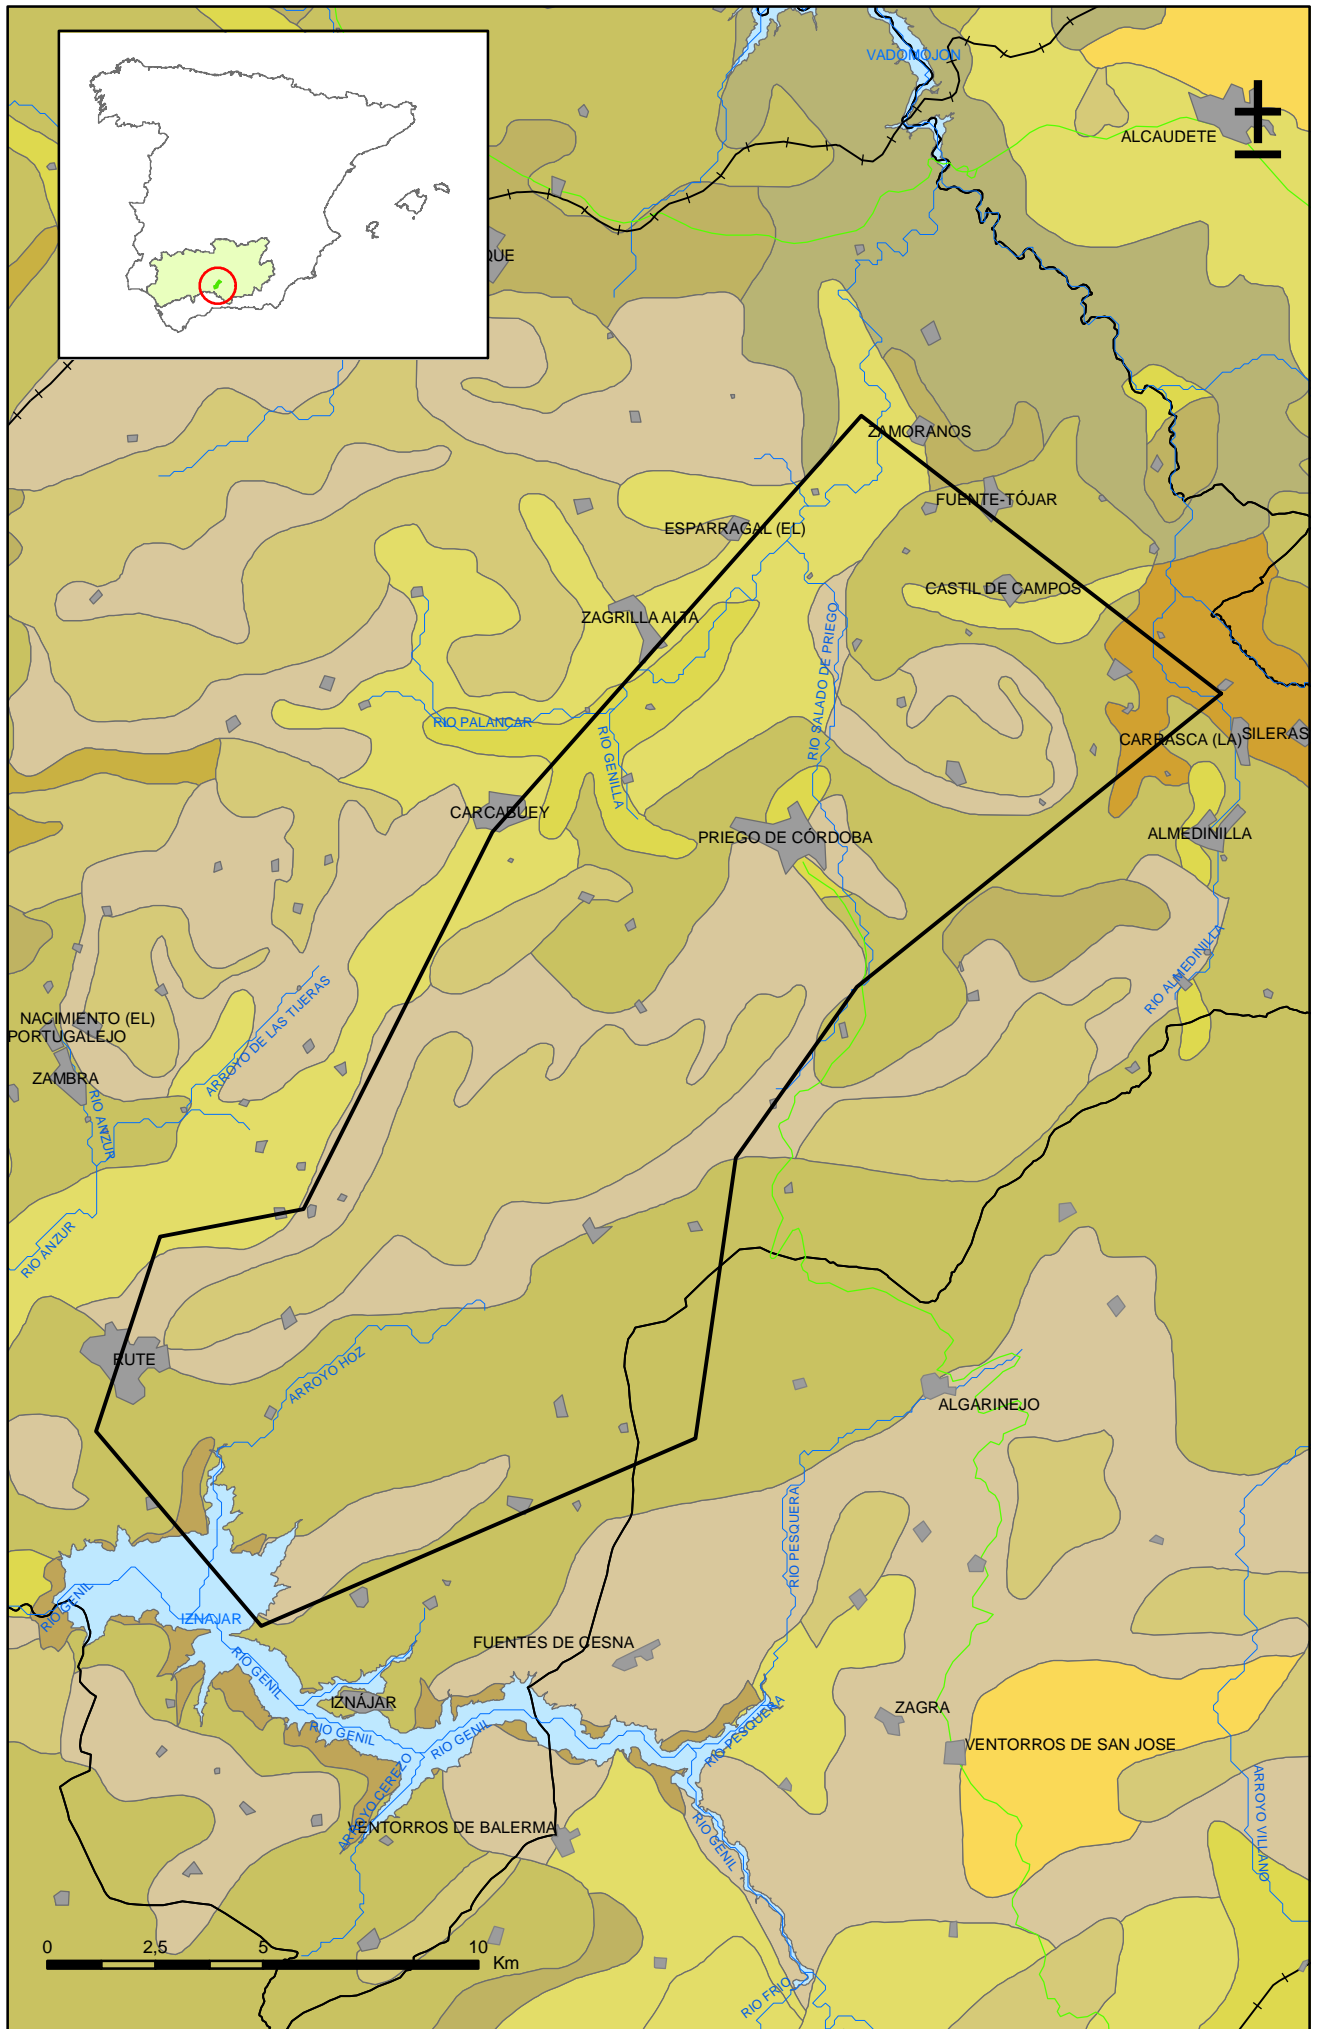 VADOMOJON
ALCAUDETE
QUE
ZAMORANOS
FUENTE-TÓJAR
ESPARRAGAL (EL)
CASTIL DE CAMPOS
ZAGRILLA ALTA
RIO SALADO DE PRIEGO
RIO PALANCAR
RIO GENILLA
CARRASCA (LA)
SILERAS
CARCABUEY
PRIEGO DE CÓRDOBA
ALMEDINILLA
RIO ALMEDINILLA
ARROYO DE LAS TIJERAS
NACIMIENTO (EL)
PORTUGALEJO
ZAMBRA
RIO ANZUR
RIO ANZUR
RUTE
ARROYO HOZ
ALGARINEJO
RIO PESQUERA
RIO GENIL
IZNAJAR
RIO GENIL
FUENTES DE CESNA
IZNÁJAR
RIO GENIL
RIO GENIL
RIO PESQUERA
ZAGRA
VENTORROS DE SAN JOSE
ARROYO CEREZO
VENTORROS DE BALERMA
RIO GENIL
ARROYO VILLANO
0 2,5 5 10
Km
RIO FRIO